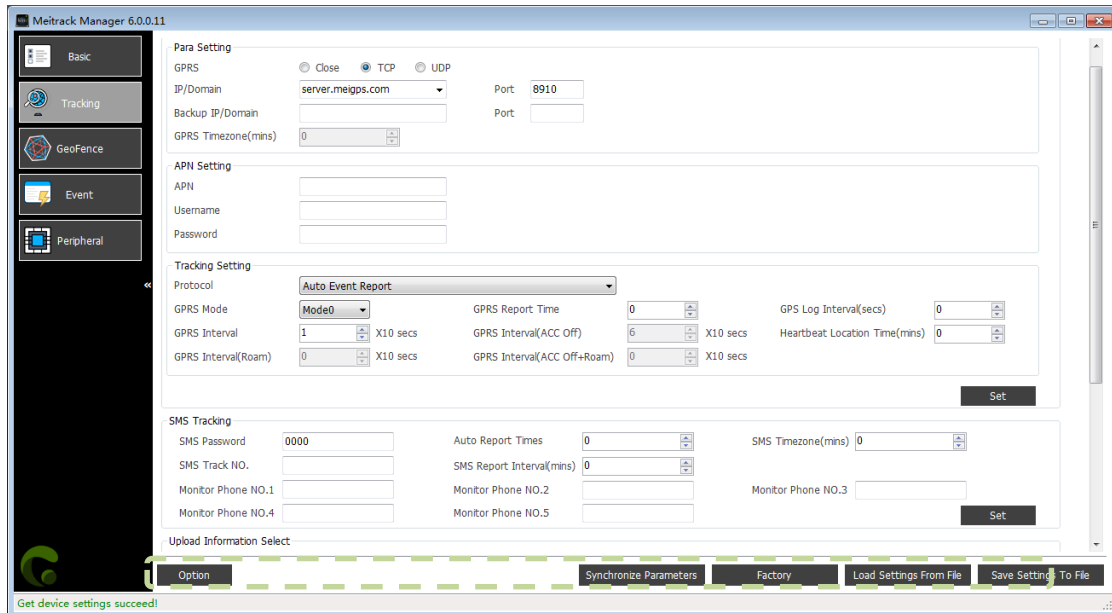 Meitrack Manager 6.0.0.11
Basic
Tracking
GeoFence
Event
Peripheral
«
Para Setting
GPRS Close TCP UDP
IP/Domain server.meigps.com Port 8910
Backup IP/Domain Port
GPRS Timezone(mins) 0
APN Setting
APN
Username
Password
Tracking Setting
Protocol Auto Event Report
GPRS Mode Mode0 GPRS Report Time 0 GPS Log Interval(secs) 0
GPRS Interval 1 X10 secs GPRS Interval(ACC Off) 6 X10 secs Heartbeat Location Time(mins) 0
GPRS Interval(Roam) 0 X10 secs GPRS Interval(ACC Off+Roam) 0 X10 secs
Set
SMS Tracking
SMS Password 0000 Auto Report Times 0 SMS Timezone(mins) 0
SMS Track NO. SMS Report Interval(mins) 0
Monitor Phone NO.1 Monitor Phone NO.2 Monitor Phone NO.3
Monitor Phone NO.4 Monitor Phone NO.5 Set
Upload Information Select
Option Synchronize Parameters Factory Load Settings From File Save Settings To File
Get device settings succeed!